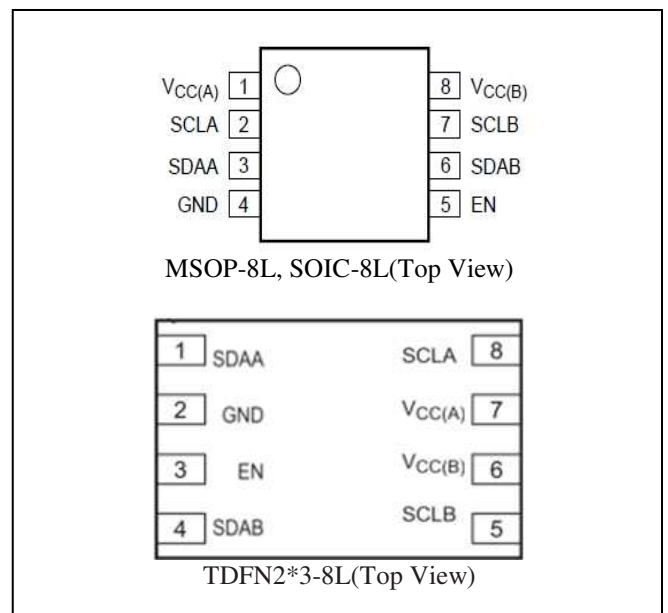 VCC(A) 1 8 VCC(B)
SCLA 2 7 SCLB
SDAA 3 6 SDAB
GND 4 5 EN
MSOP-8L, SOIC-8L(Top View)
1 SDAA SCLA 8
2 GND VCC(A) 7
3 EN VCC(B) 6
4 SDAB SCLB 5
TDFN2*3-8L(Top View)